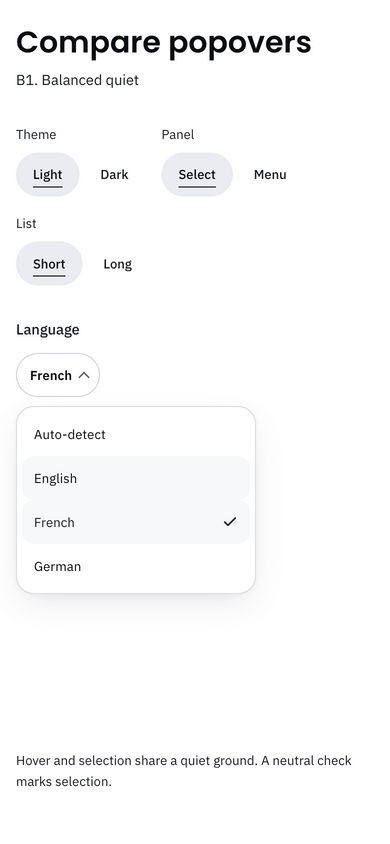 Compare popovers
B1. Balanced quiet
Theme Panel
Light Dark Select Menu
List
Short Long
Language
French
Auto-detect
English
French
German
Hover and selection share a quiet ground. A neutral check
marks selection.